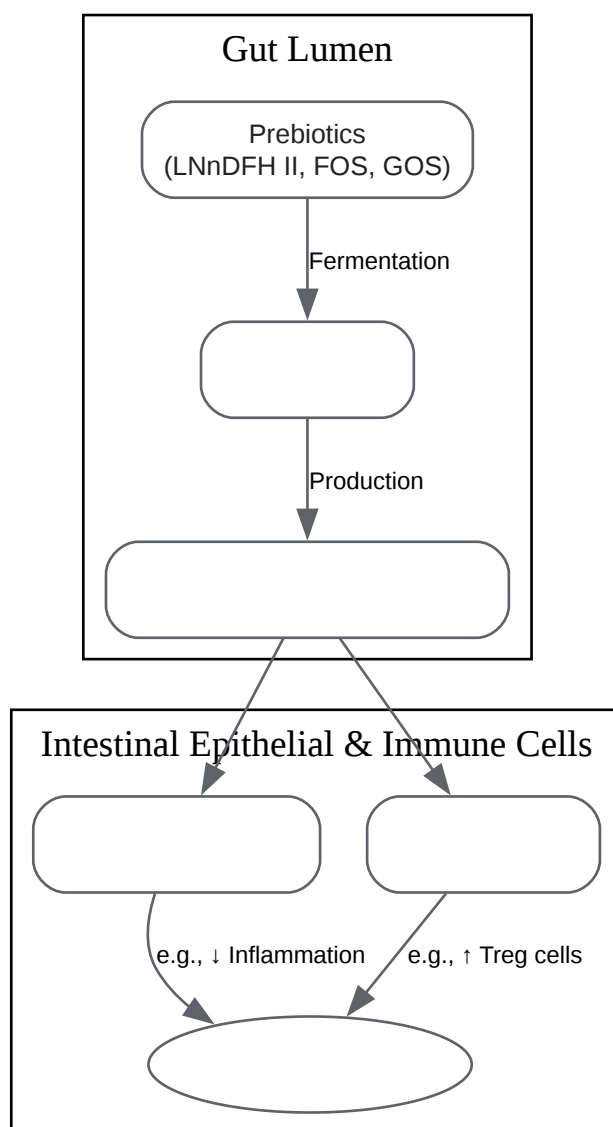 Gut Lumen
Prebiotics
(LNnDFH II, FOS, GOS)
Fermentation
Production
Intestinal Epithelial & Immune Cells
e.g., ↓ Inflammation
e.g., ↑ Treg cells